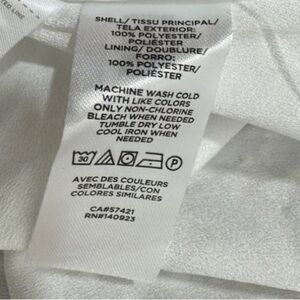 SHELL/ TISSU PRINCIPAL/
TELA EXTERIOR:
100% POLYESTER/
POLIÉSTER
LINING/ DOUBLURE/
FORRO:
100% POLYESTER/
POLIÉSTER
MACHINE WASH COLD
WITH LIKE COLORS
ONLY NON-CHLORINE
BLEACH WHEN NEEDED
TUMBLE DRY LOW
COOL IRON WHEN
NEEDED
30 P
AVEC DES COULEURS
SEMBLABLES/CON
COLORES SIMILARES
CA#57421
RN#140923